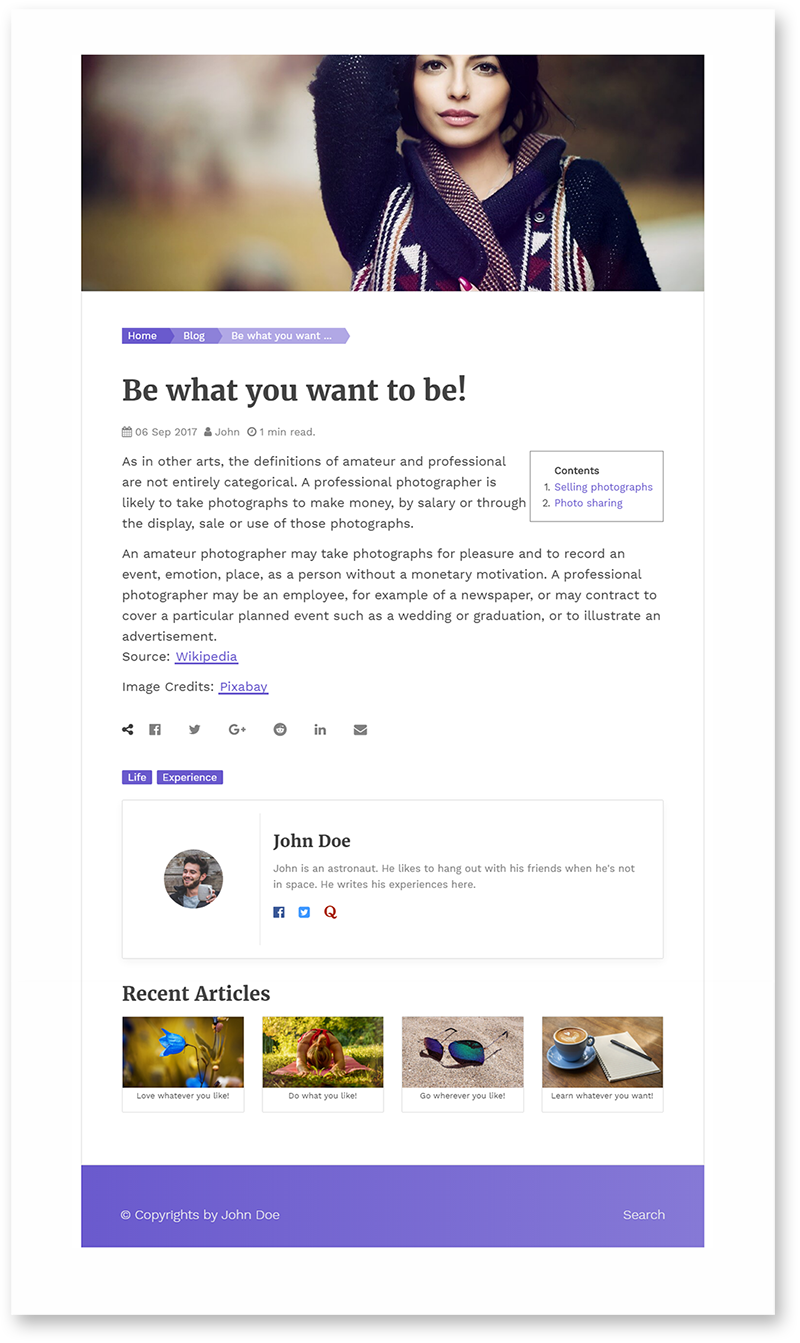 Home Blog Be what you want ...
Be what you want to be!
06 Sep 2017 John 1 min read.
As in other arts, the definitions of amateur and professional
are not entirely categorical. A professional photographer is
likely to take photographs to make money, by salary or through
the display, sale or use of those photographs.
Contents
1. Selling photographs
2. Photo sharing
An amateur photographer may take photographs for pleasure and to record an
event, emotion, place, as a person without a monetary motivation. A professional
photographer may be an employee, for example of a newspaper, or may contract to
cover a particular planned event such as a wedding or graduation, or to illustrate an
advertisement.
Source: Wikipedia
Image Credits: Pixabay
Life Experience
John Doe
John is an astronaut. He likes to hang out with his friends when he's not
in space. He writes his experiences here.
Recent Articles
Love whatever you like!
Do what you like!
Go wherever you like!
Learn whatever you want!
© Copyrights by John Doe
Search